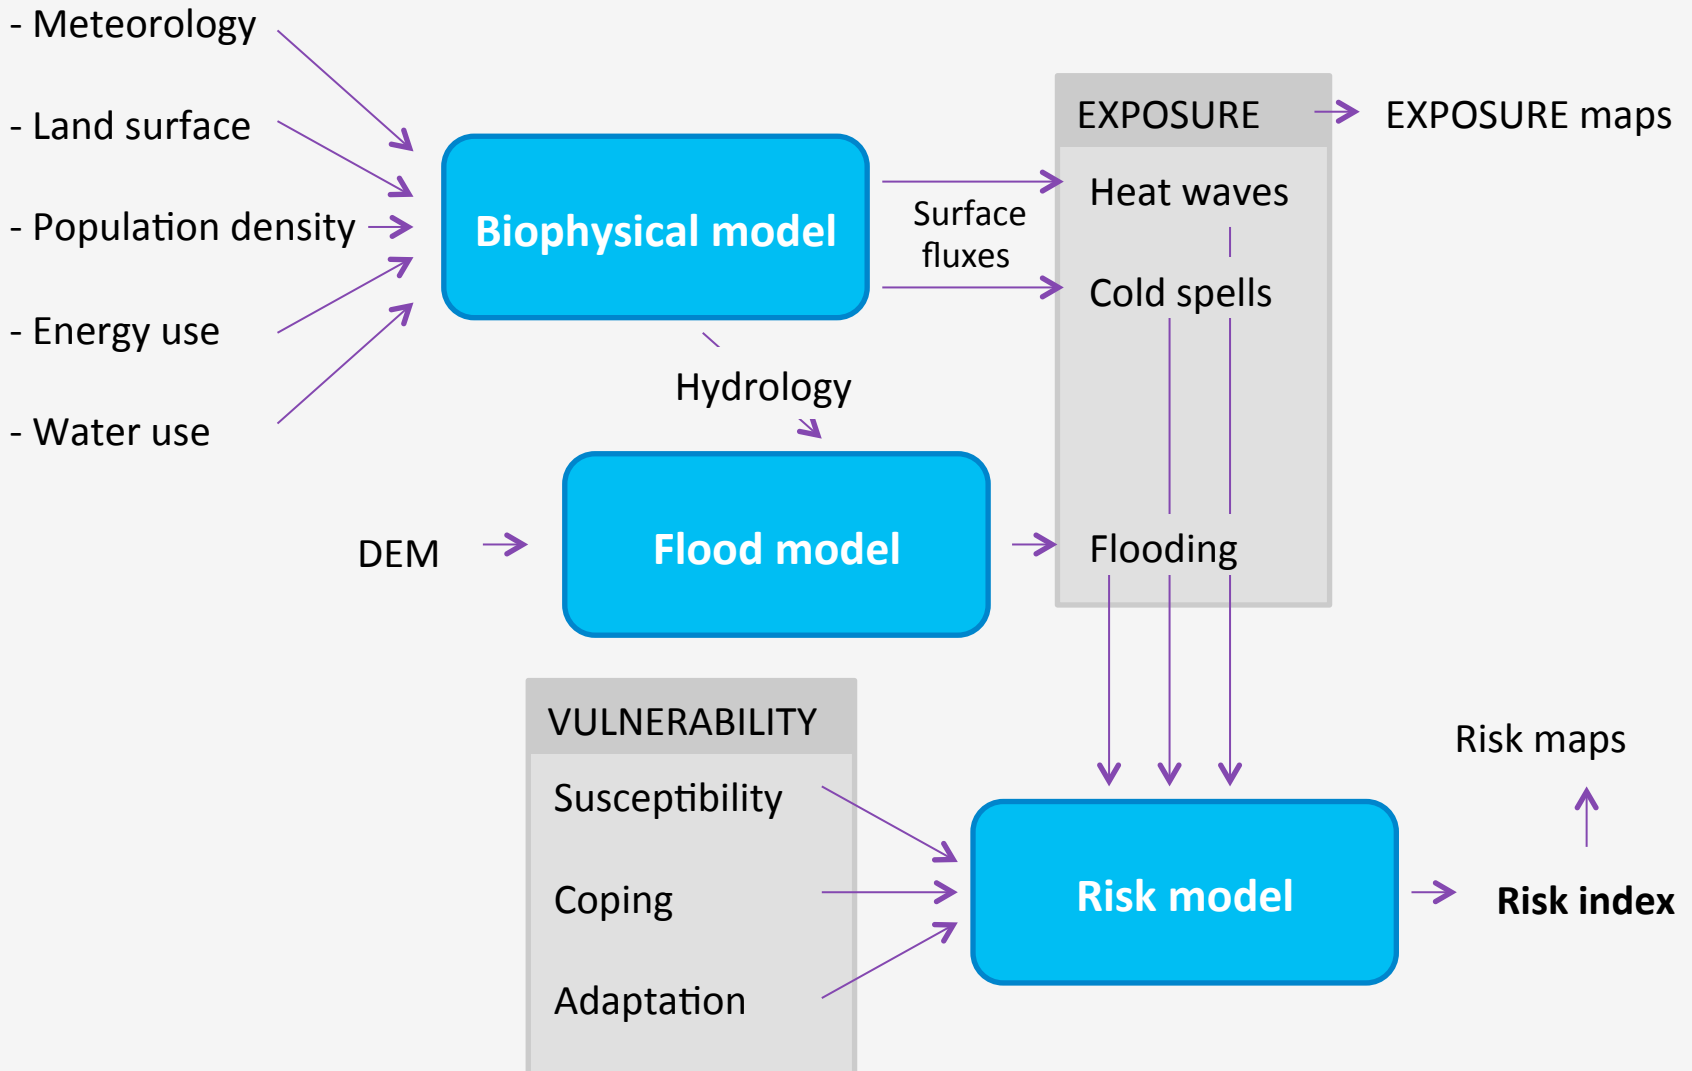 - Meteorology
- Land surface
- Population density
- Energy use
- Water use
Biophysical model
Surface
fluxes
Hydrology
EXPOSURE
EXPOSURE maps
Heat waves
Cold spells
Flooding
DEM
Flood model
VULNERABILITY
Susceptibility
Coping
Adaptation
Risk model
Risk maps
Risk index